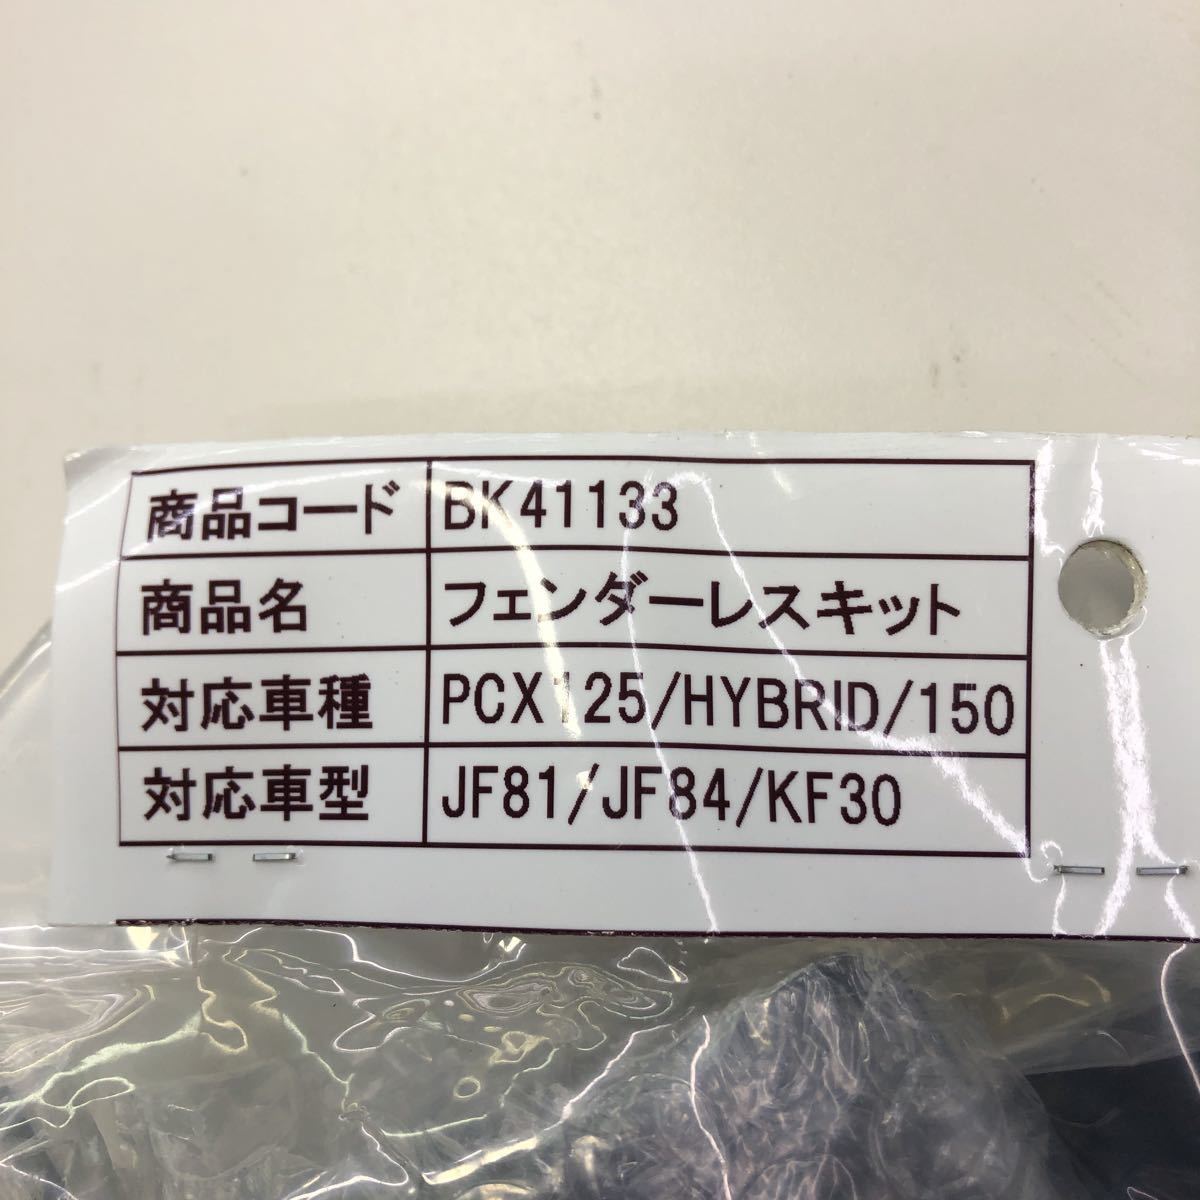 商品コード BK41133
商品名 フェンダーレスキット
対応車種 PCX125/HYBRID/150
対応車型 JF81/JF84/KF30